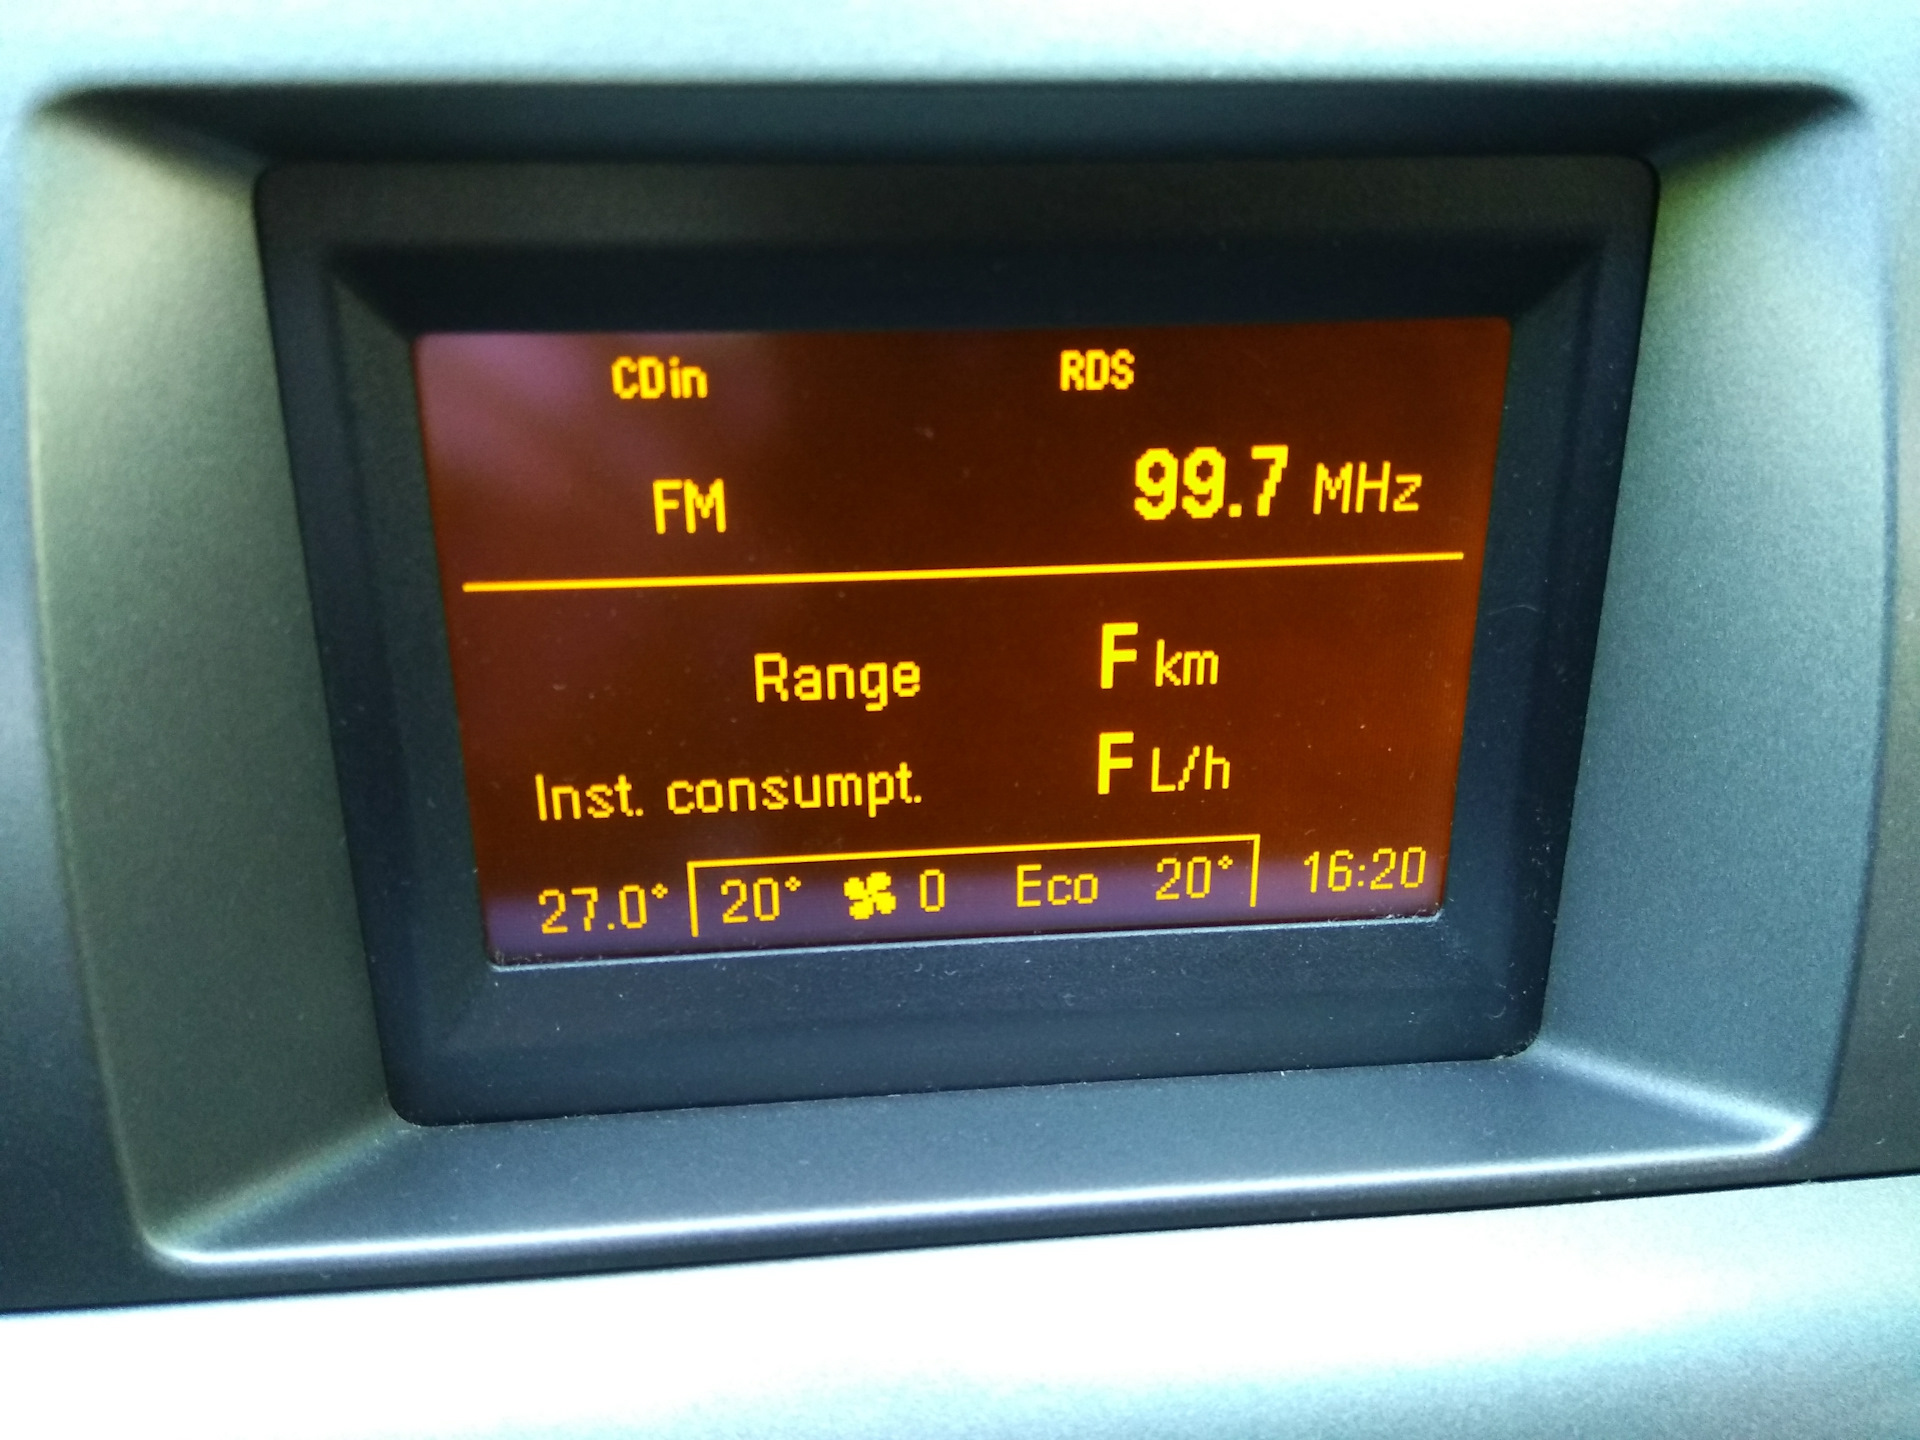 CDin RDS
FM 99.7 MHz
Range F km
Inst. consumpt. F L/h
27.0° 20° 0 Eco 20° 16:20